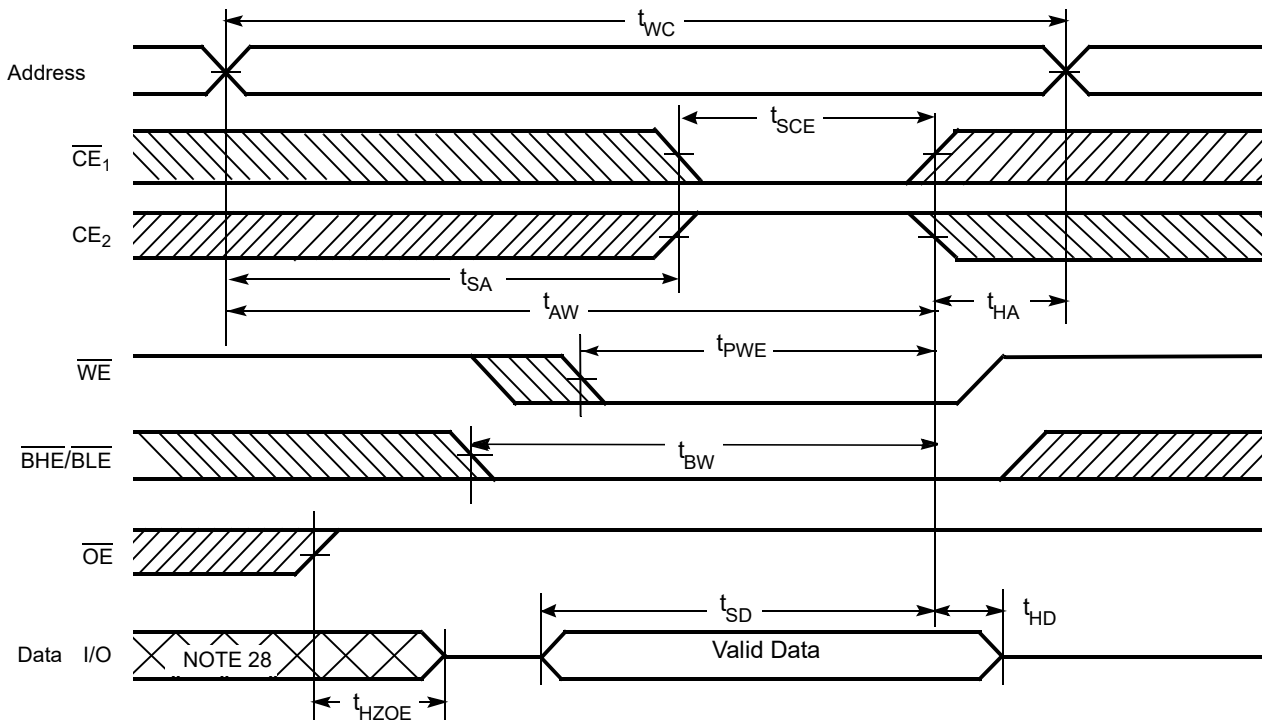 tWC
Address
tSCE
CE1
CE2
tSA
tAW
tHA
tPWE
WE
BHE/BLE
tBW
OE
tSD
tHD
Data I/O
NOTE 28
Valid Data
tHZOE